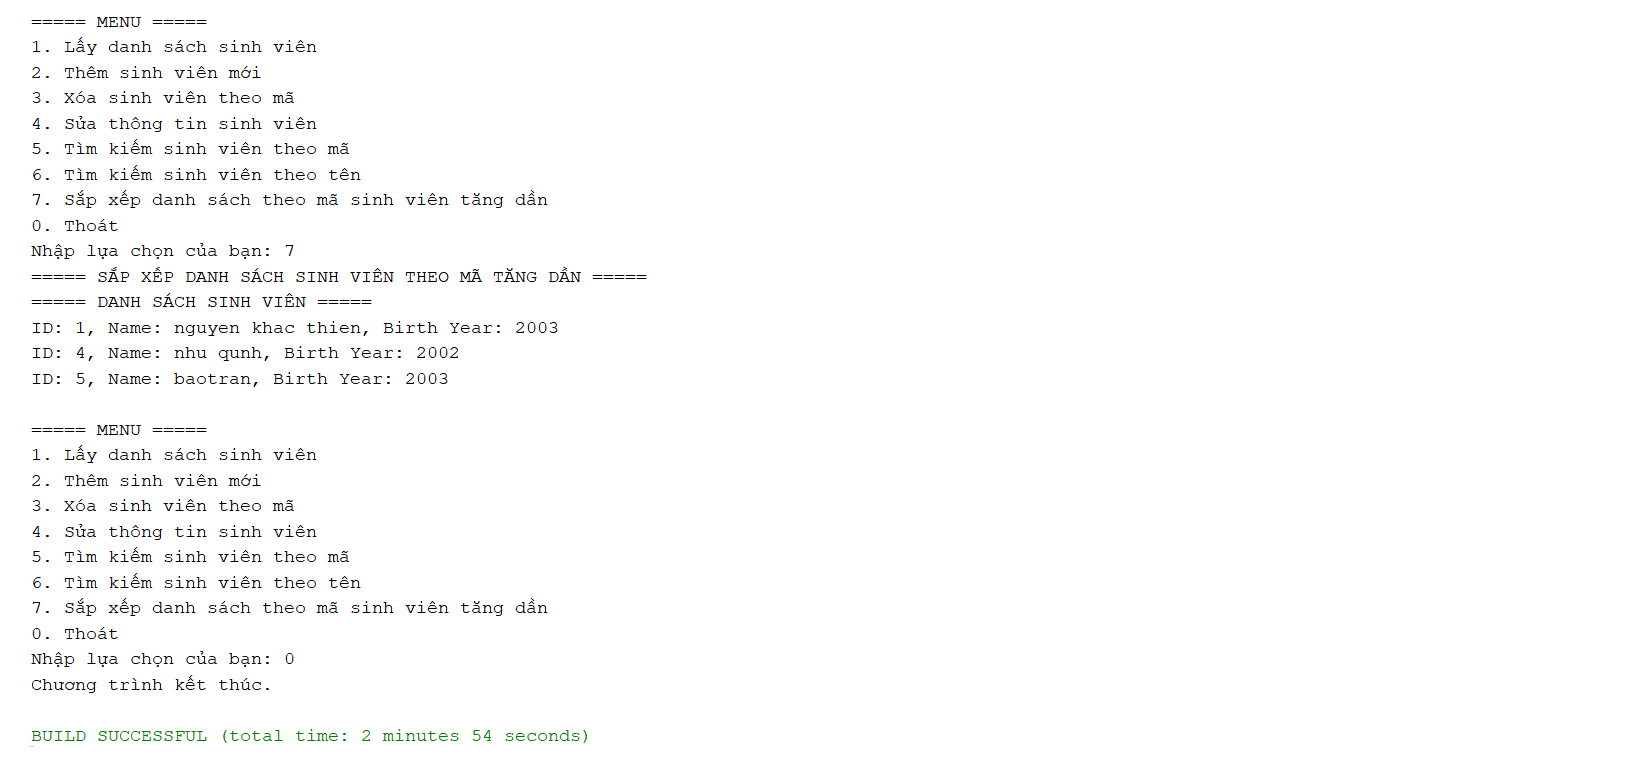 ===== MENU =====
1. Lấy danh sách sinh viên
2. Thêm sinh viên mới
3. Xóa sinh viên theo mã
4. Sửa thông tin sinh viên
5. Tìm kiếm sinh viên theo mã
6. Tìm kiếm sinh viên theo tên
7. Sắp xếp danh sách theo mã sinh viên tăng dần
0. Thoát
Nhập lựa chọn của bạn: 7
===== SẮP XẾP DANH SÁCH SINH VIÊN THEO MÃ TĂNG DẦN =====
===== DANH SÁCH SINH VIÊN =====
ID: 1, Name: nguyen khac thien, Birth Year: 2003
ID: 4, Name: nhu qunh, Birth Year: 2002
ID: 5, Name: baotran, Birth Year: 2003
===== MENU =====
1. Lấy danh sách sinh viên
2. Thêm sinh viên mới
3. Xóa sinh viên theo mã
4. Sửa thông tin sinh viên
5. Tìm kiếm sinh viên theo mã
6. Tìm kiếm sinh viên theo tên
7. Sắp xếp danh sách theo mã sinh viên tăng dần
0. Thoát
Nhập lựa chọn của bạn: 0
Chương trình kết thúc.
BUILD SUCCESSFUL (total time: 2 minutes 54 seconds)